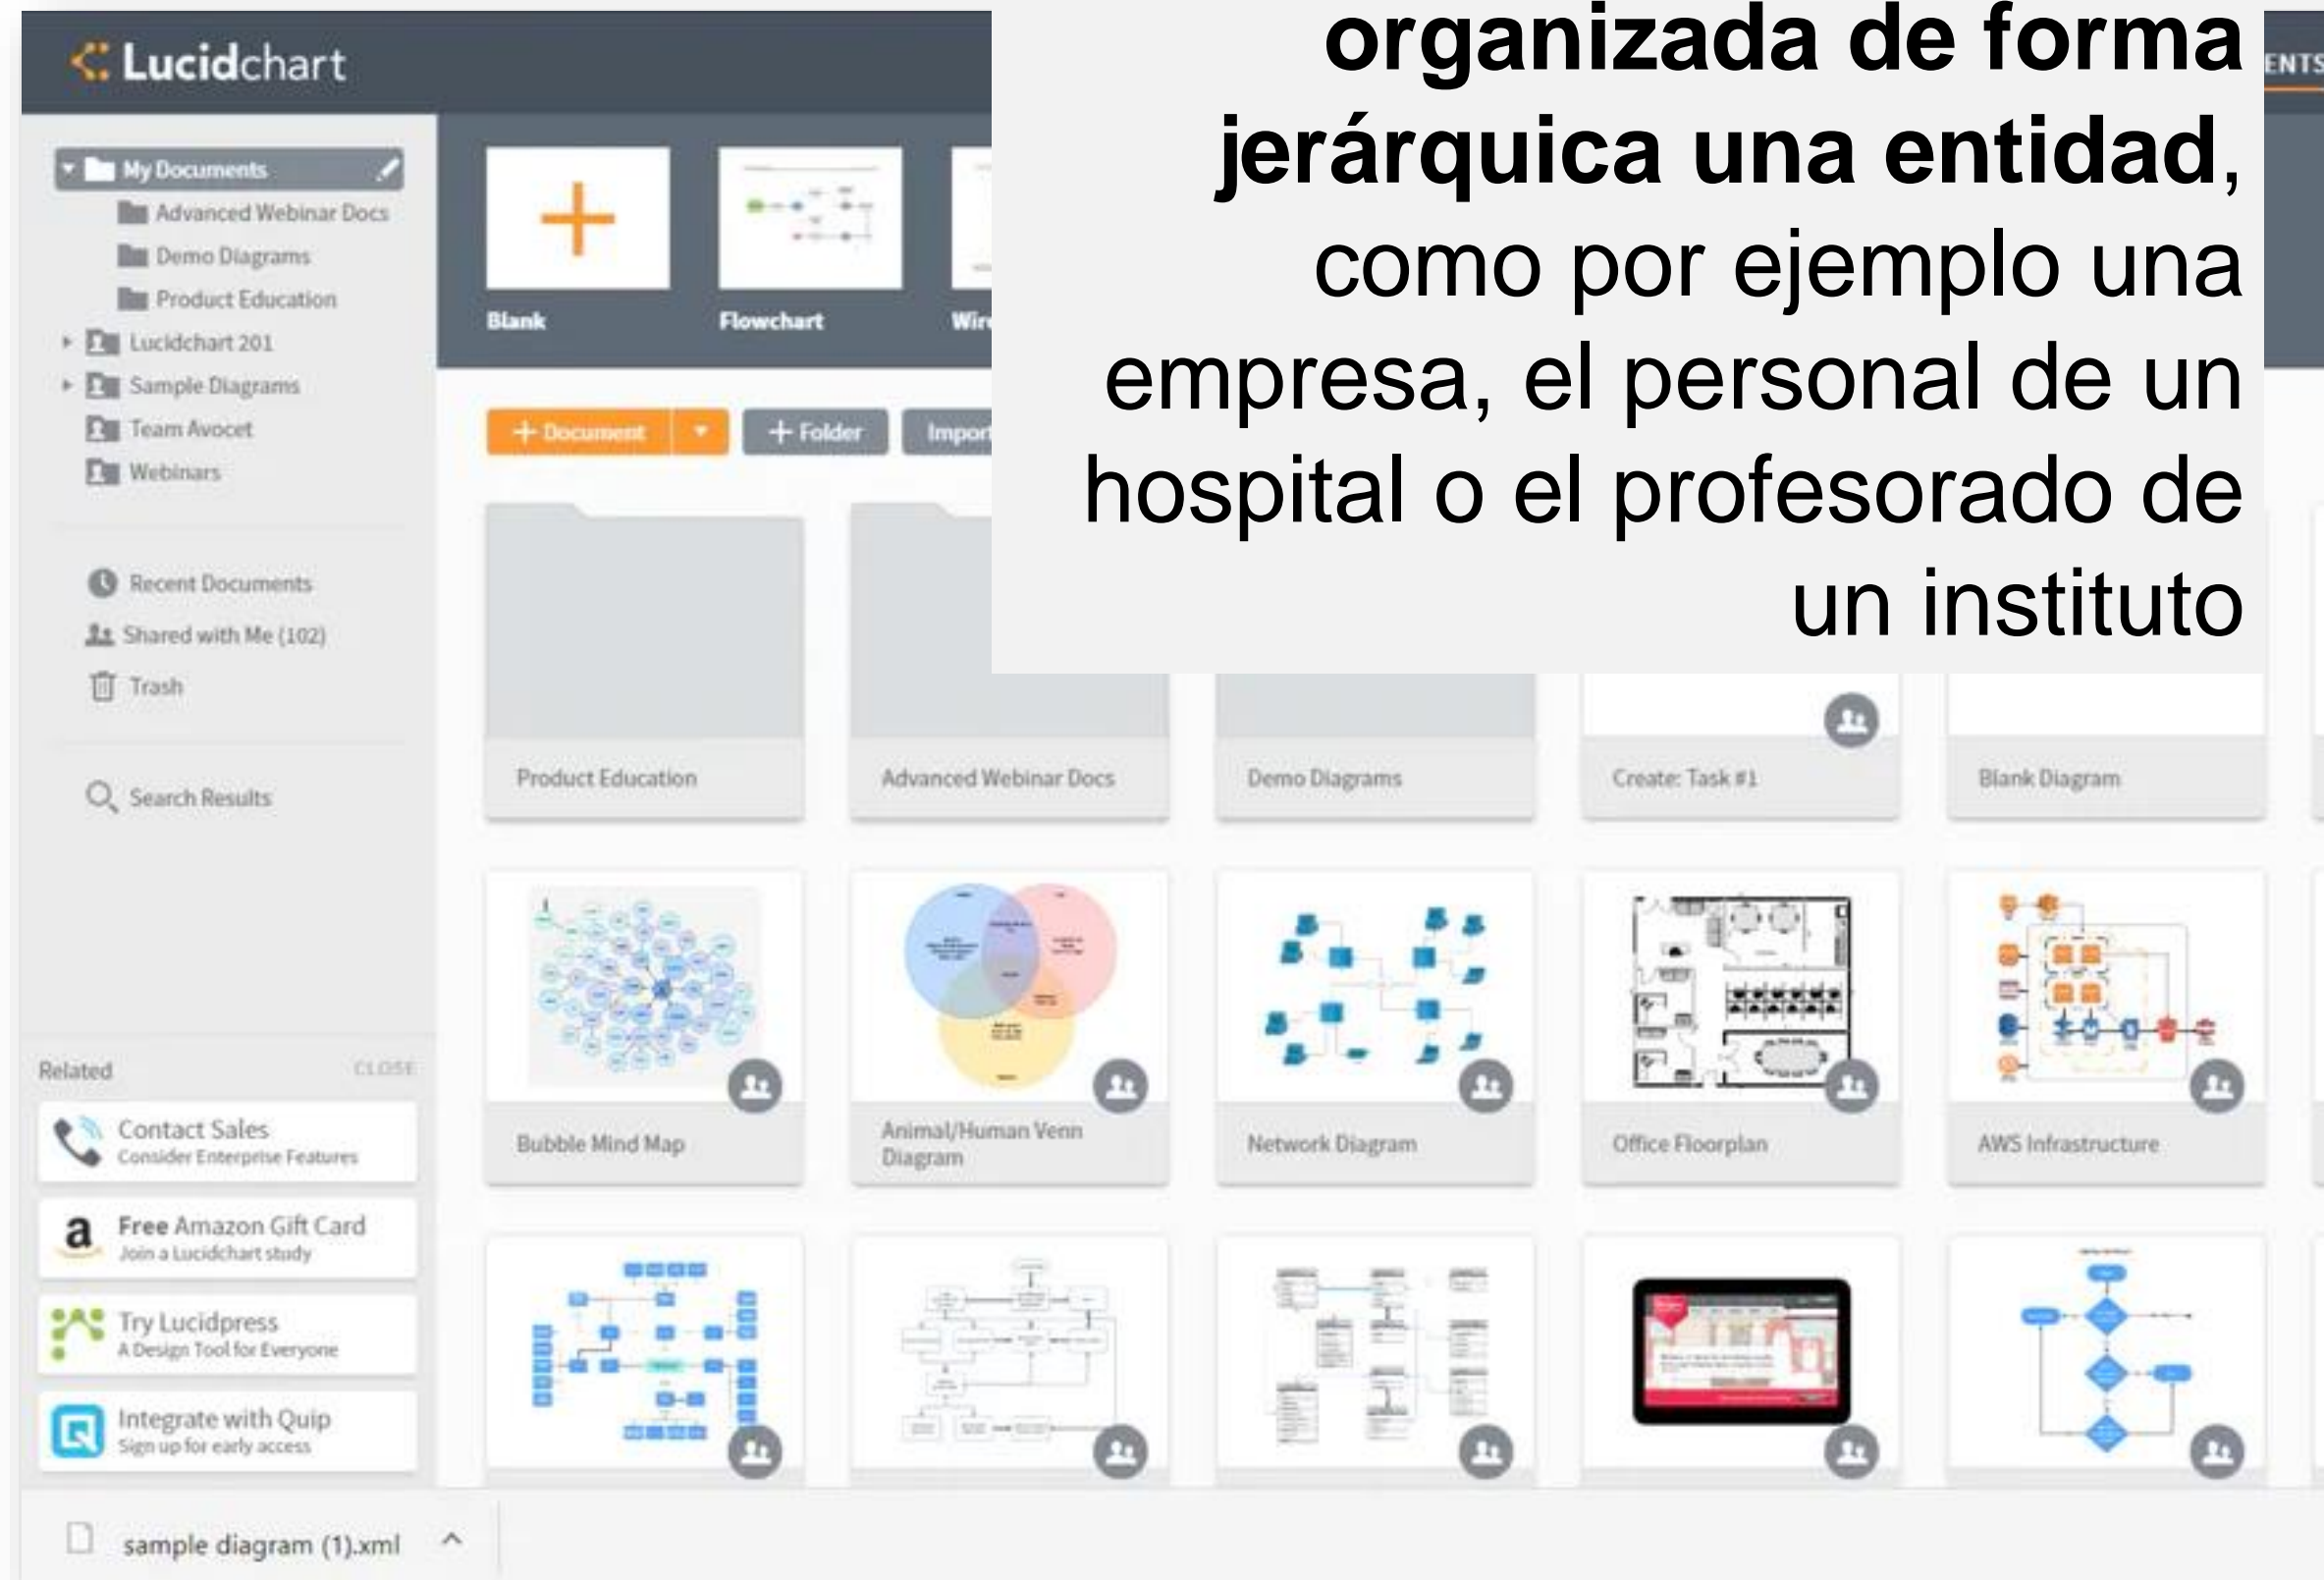 Lucidchart
organizada de forma
jerárquica una entidad,
como por ejemplo una
empresa, el personal de un
hospital o el profesorado de
un instituto
My Documents
Advanced Webinar Docs
Demo Diagrams
Product Education
Lucidchart 201
Sample Diagrams
Team Avocet
Webinars
Recent Documents
Shared with Me (102)
Trash
Search Results
Related
CLOSE
Contact Sales
Consider Enterprise Features
Free Amazon Gift Card
Join a Lucidchart study
Try Lucidpress
A Design Tool for Everyone
Integrate with Quip
Sign up for early access
ENTS
Blank
Flowchart
Wire
+ Document
+ Folder
Import
Product Education
Advanced Webinar Docs
Demo Diagrams
Create: Task #1
Blank Diagram
Bubble Mind Map
Animal/Human Venn
Diagram
Network Diagram
Office Floorplan
AWS Infrastructure
sample diagram (1).xml